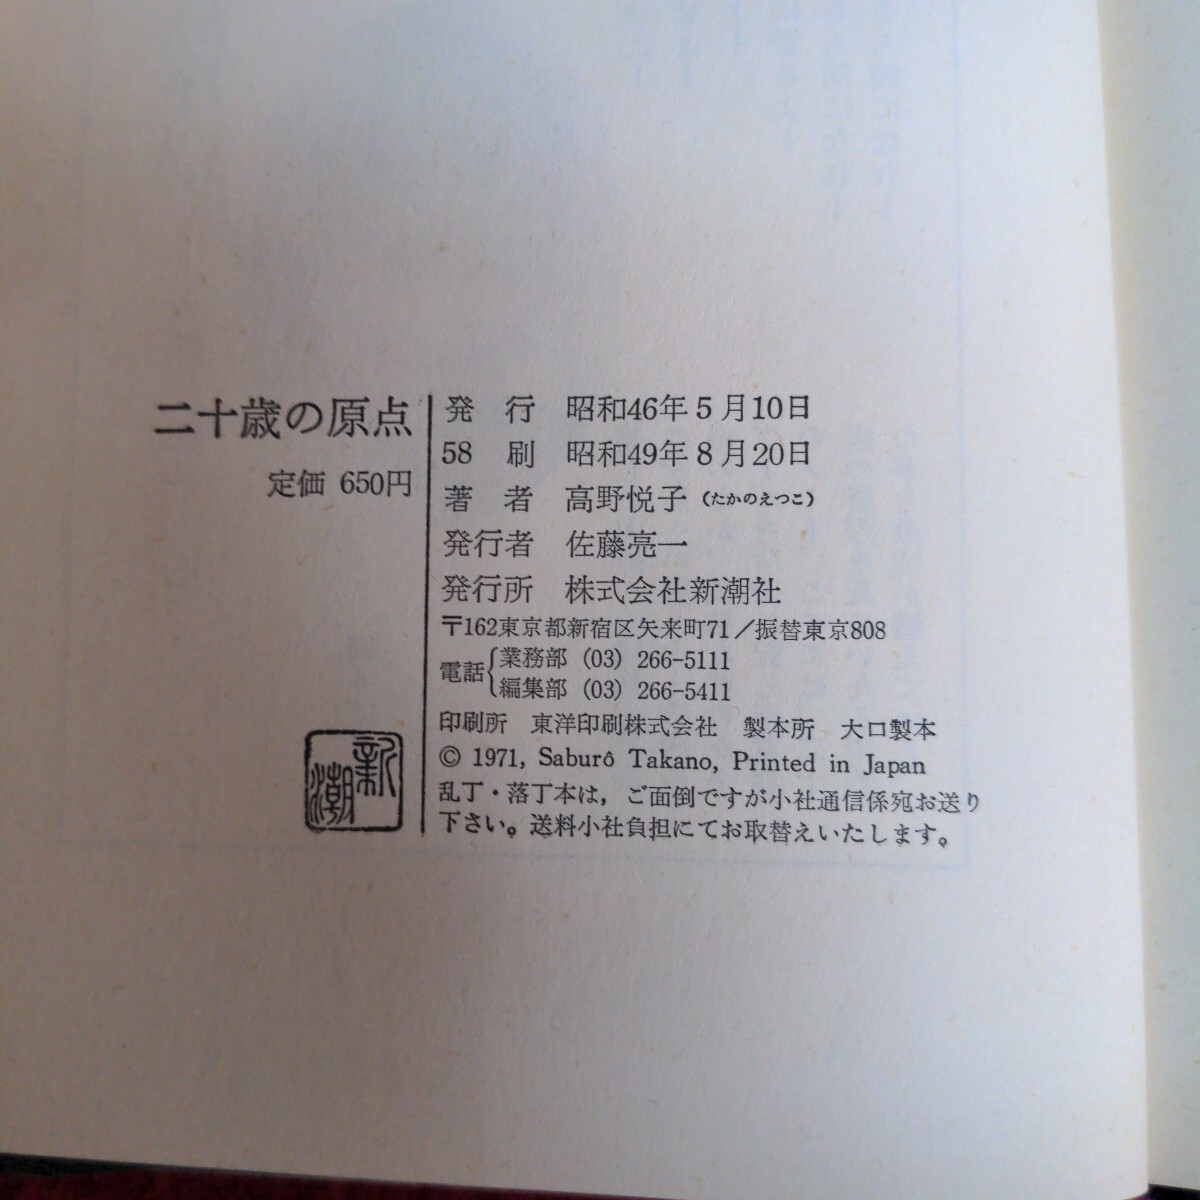 二十歳の原点
定価 650円
発行 昭和46年5月10日
58刷 昭和49年8月20日
著者 高野悦子(たかのえつこ)
発行者 佐藤亮一
発行所 株式会社新潮社
〒162東京都新宿区矢来町71/振替東京808
電話 業務部 (03) 266-5111
編集部 (03) 266-5411
印刷所 東洋印刷株式会社 製本所 大口製本
© 1971, Saburô Takano, Printed in Japan
乱丁・落丁本は,ご面倒ですが小社通信係宛お送り
下さい。送料小社負担にてお取替えいたします。
新潮